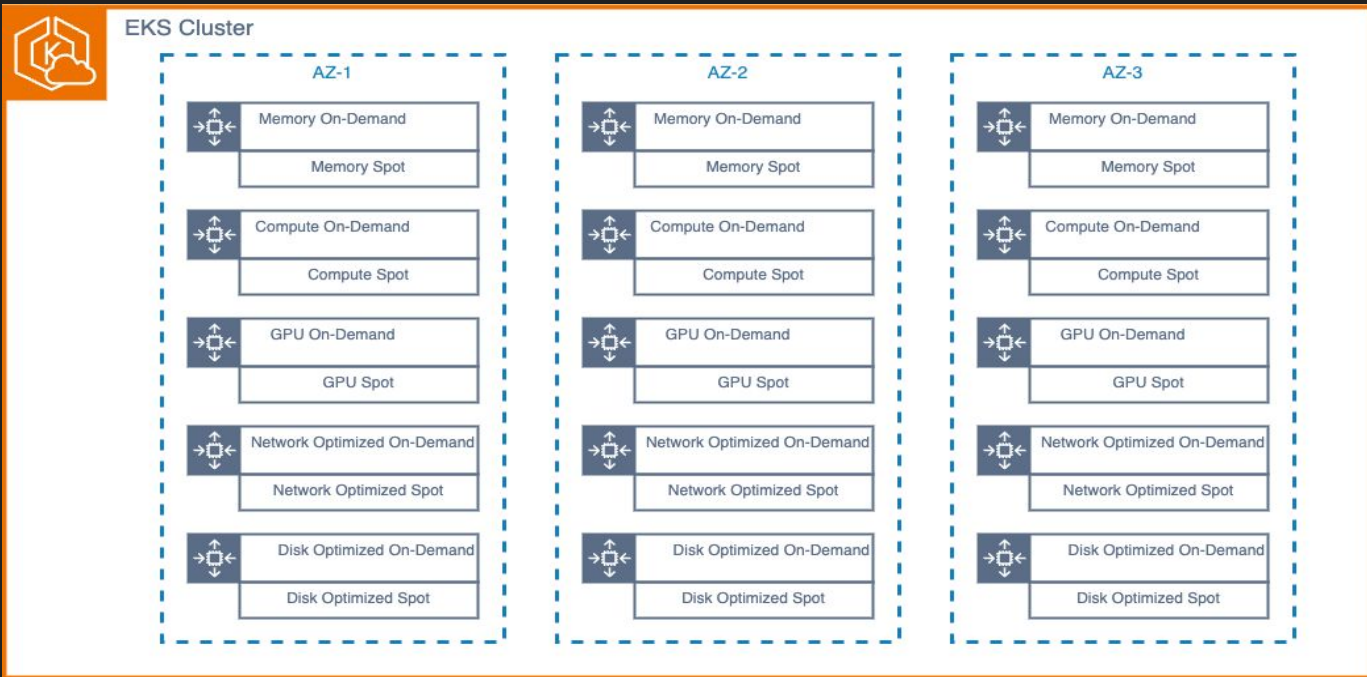 EKS Cluster
AZ-1
Memory On-Demand
Memory Spot
Compute On-Demand
Compute Spot
GPU On-Demand
GPU Spot
Network Optimized On-Demand
Network Optimized Spot
Disk Optimized On-Demand
Disk Optimized Spot
AZ-2
Memory On-Demand
Memory Spot
Compute On-Demand
Compute Spot
GPU On-Demand
GPU Spot
Network Optimized On-Demand
Network Optimized Spot
Disk Optimized On-Demand
Disk Optimized Spot
AZ-3
Memory On-Demand
Memory Spot
Compute On-Demand
Compute Spot
GPU On-Demand
GPU Spot
Network Optimized On-Demand
Network Optimized Spot
Disk Optimized On-Demand
Disk Optimized Spot